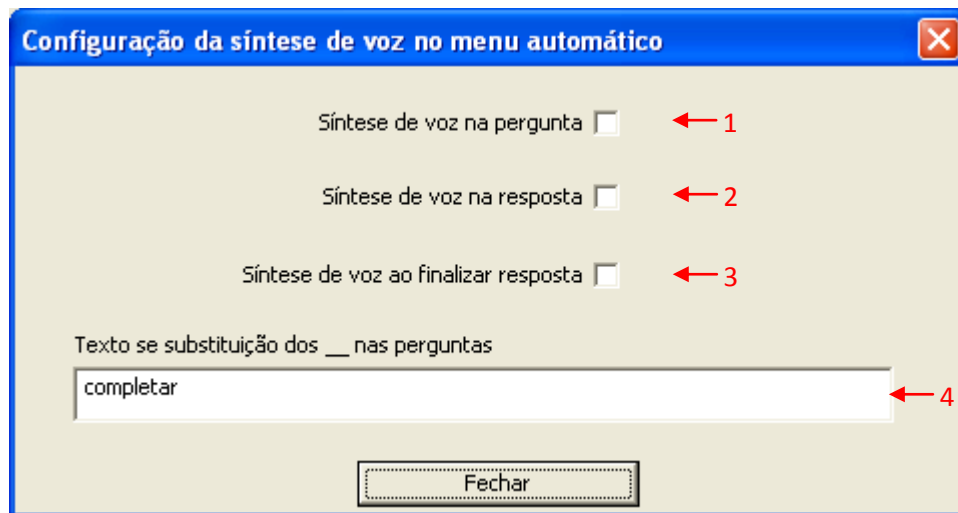 Configuração da síntese de voz no menu automático
Síntese de voz na pergunta 1
Síntese de voz na resposta 2
Síntese de voz ao finalizar resposta 3
Texto se substituição dos __ nas perguntas
completar 4
Fechar